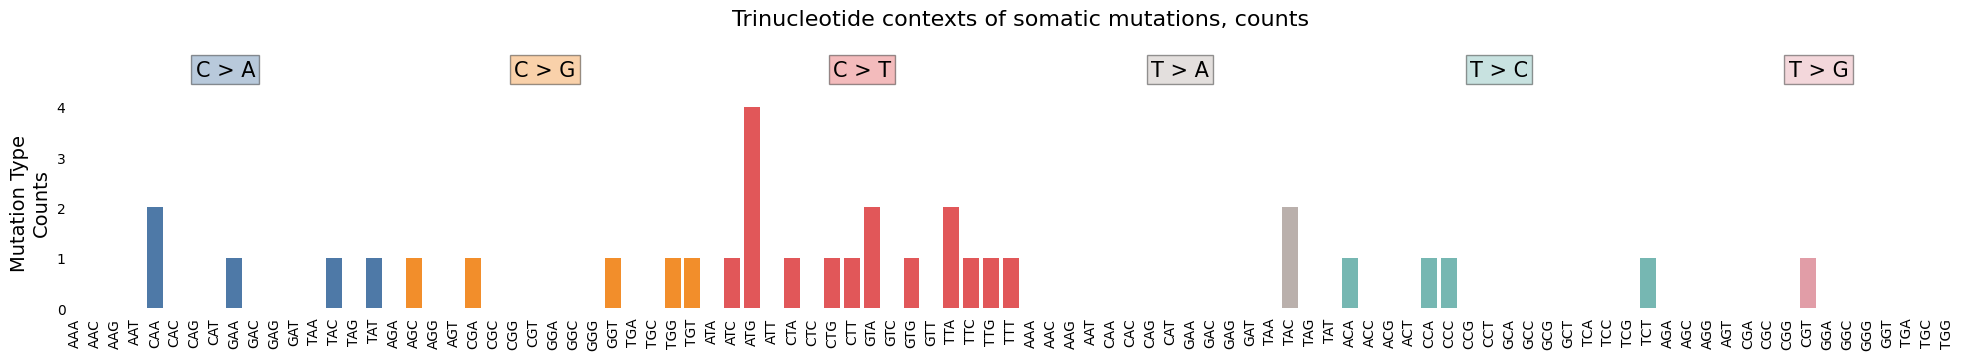 Trinucleotide contexts of somatic mutations, counts
C > A
C > G
C > T
T > A
T > C
T > G
Mutation Type
Counts
4
3
2
1
0
AAA AAC AAG AAT CAA CAC CAG CAT GAA GAC GAG GAT TAA TAC TAG TAT AGA AGC AGG AGT CGA CGC CGG CGT GGA GGC GGG GGT TGA TGC TGG TGT ATA ATC ATG ATT CTA CTC CTG CTT GTA GTC GTG GTT TTA TTC TTG TTT AAA AAC AAG AAT CAA CAC CAG CAT GAA GAC GAG GAT TAA TAC TAG TAT ACA ACC ACG ACT CCA CCC CCG CCT GCA GCC GCG GCT TCA TCC TCG TCT AGA AGC AGG AGT CGA CGC CGG CGT GGA GGC GGG GGT TGA TGC TGG